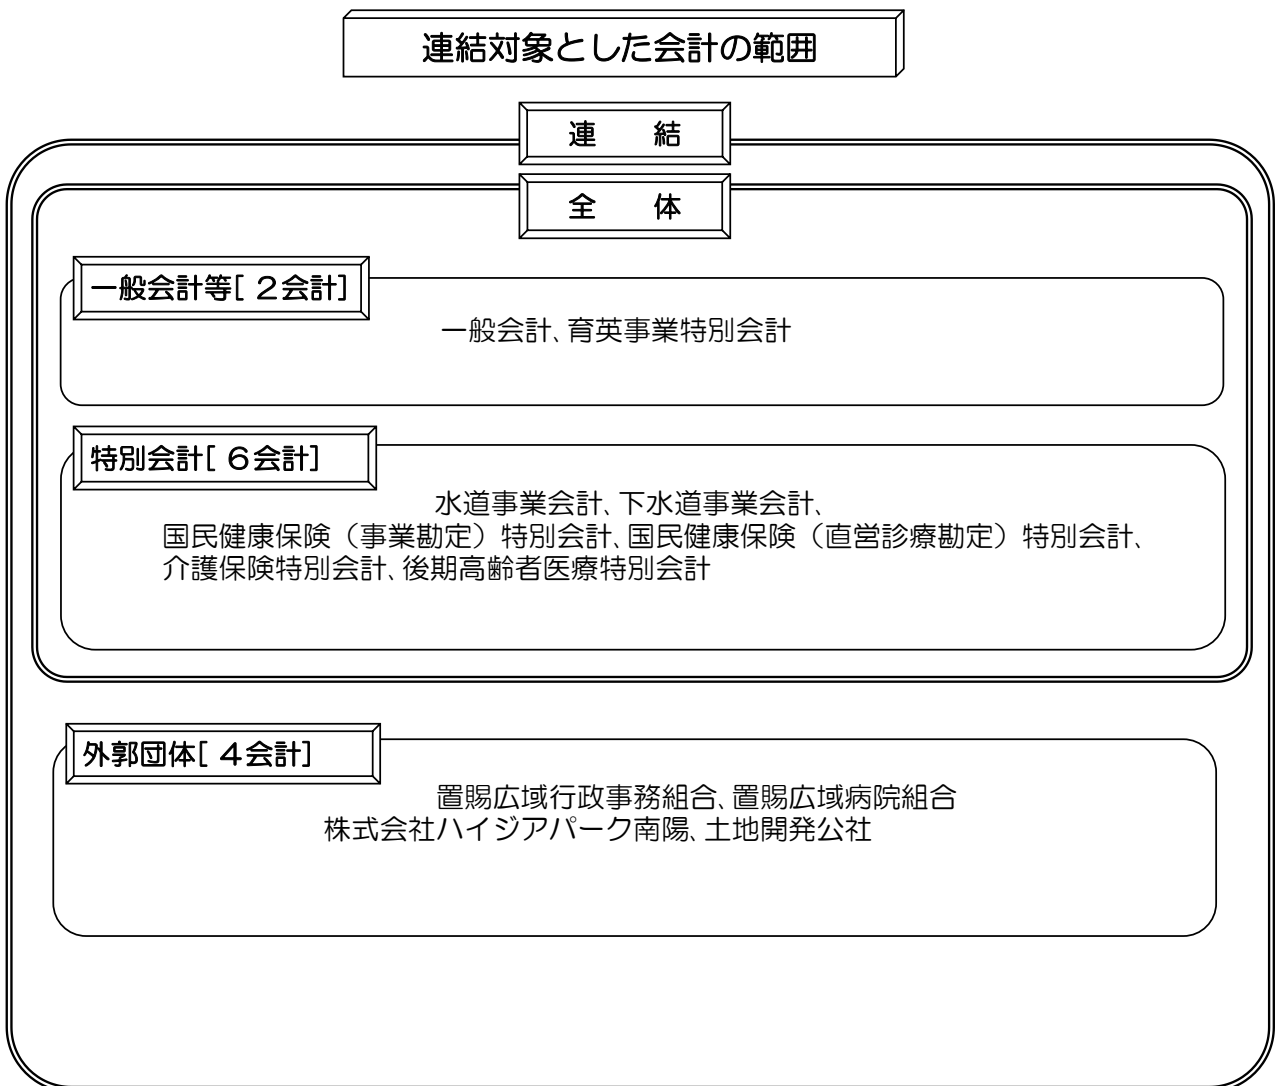 連結対象とした会計の範囲
連　結
全　体
一般会計等[ ２会計]
一般会計、育英事業特別会計
特別会計[ ６会計]
水道事業会計、下水道事業会計、
国民健康保険（事業勘定）特別会計、国民健康保険（直営診療勘定）特別会計、
介護保険特別会計、後期高齢者医療特別会計
外郭団体[ ４会計]
置賜広域行政事務組合、置賜広域病院組合
株式会社ハイジアパーク南陽、土地開発公社